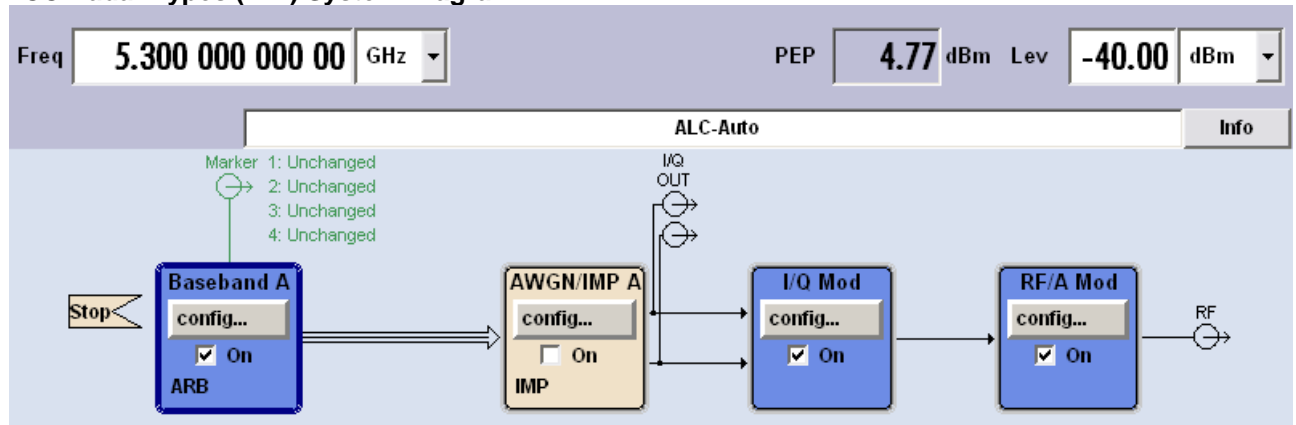 Freq 5.300 000 000 00 GHz PEP 4.77 dBm Lev -40.00 dBm
ALC-Auto Info
Marker 1: Unchanged
2: Unchanged
3: Unchanged
4: Unchanged
I/Q
OUT
Stop
Baseband A
config...
On
ARB
AWGN/IMP A
config...
On
IMP
I/Q Mod
config...
On
RF/A Mod
config...
On
RF